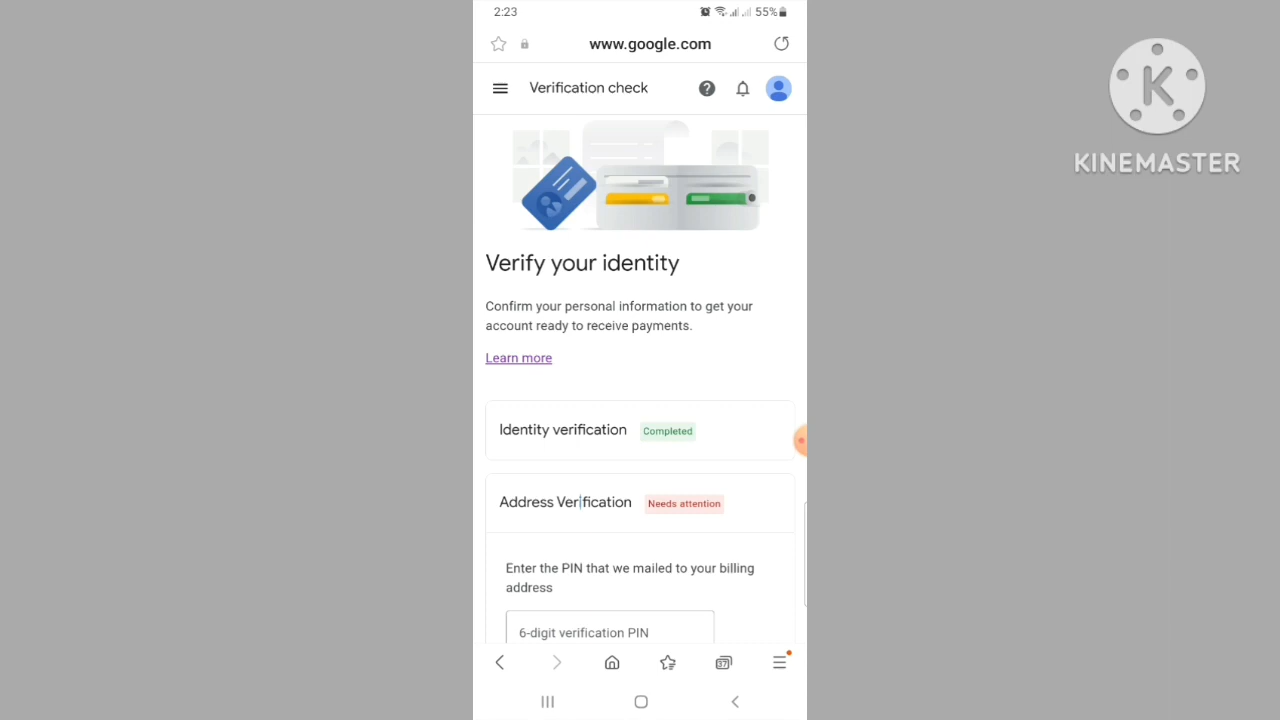 2:23
55%
www.google.com
Verification check
KINEMASTER
Verify your identity
Confirm your personal information to get your
account ready to receive payments.
Learn more
Identity verification Completed
Address Verification Needs attention
Enter the PIN that we mailed to your billing
address
6-digit verification PIN
37